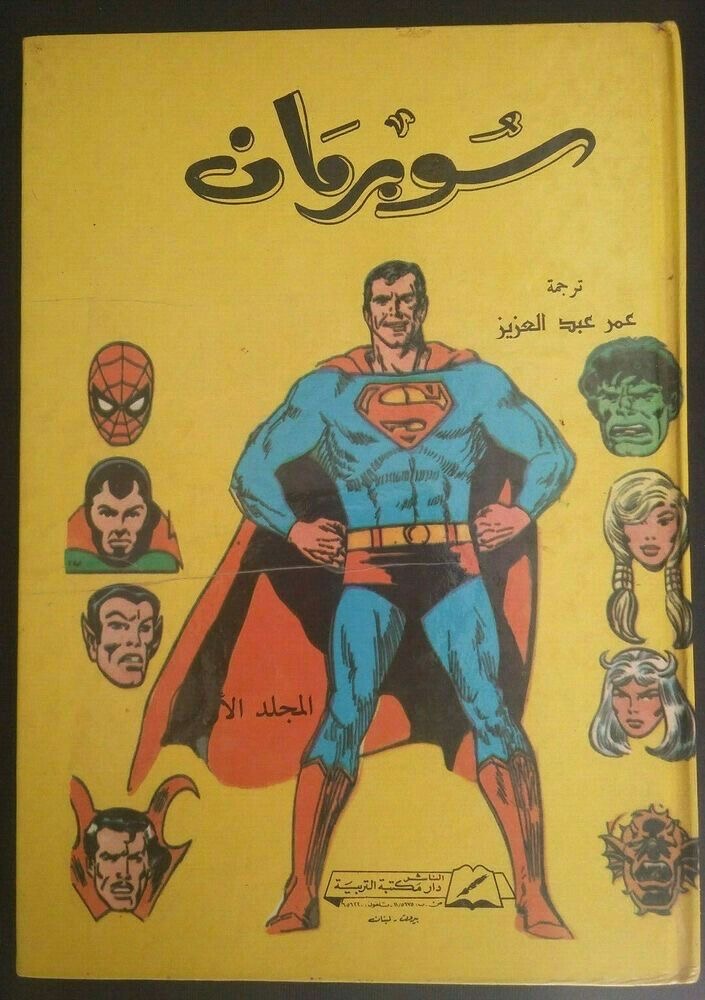 سوبرمان
ترجمة
عمر عبد العزيز
المجلد الأ
الناشر
دار مكتبة التربية
بيروت - لبنان